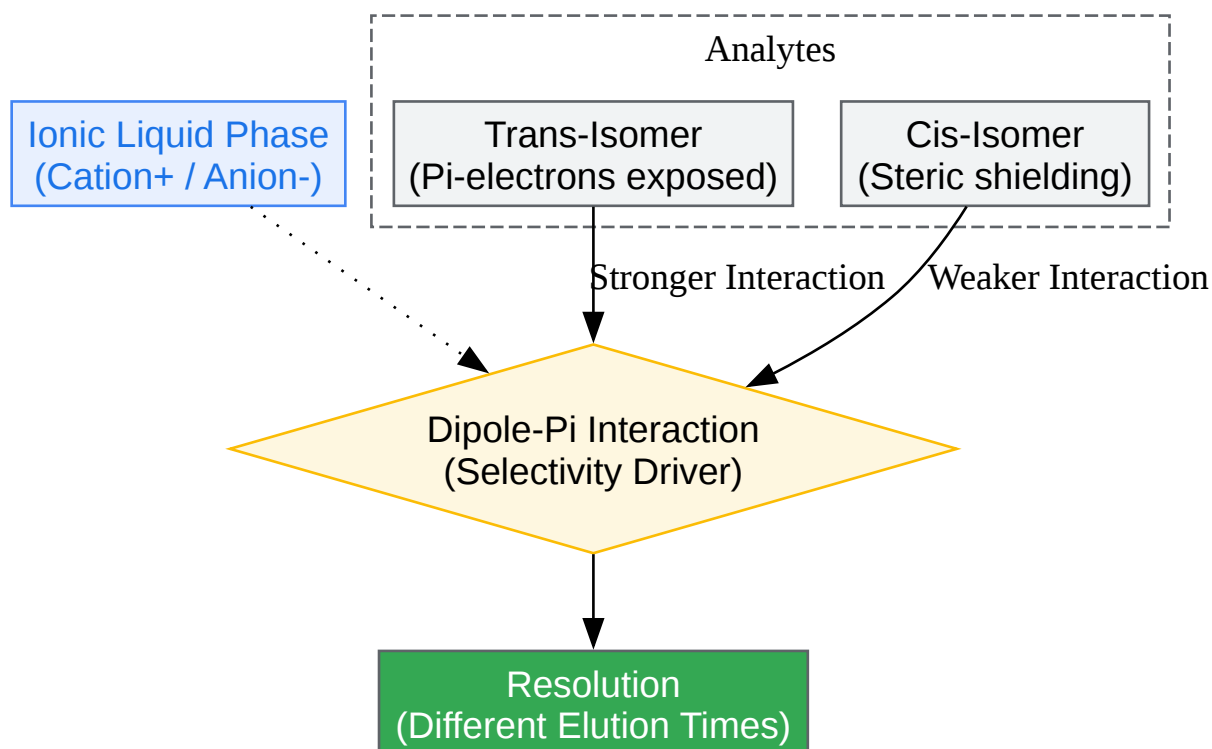 Analytes
Ionic Liquid Phase
(Cation+ / Anion-)
Trans-Isomer
(Pi-electrons exposed)
Cis-Isomer
(Steric shielding)
Stronger Interaction
Weaker Interaction
Dipole-Pi Interaction
(Selectivity Driver)
Resolution
(Different Elution Times)